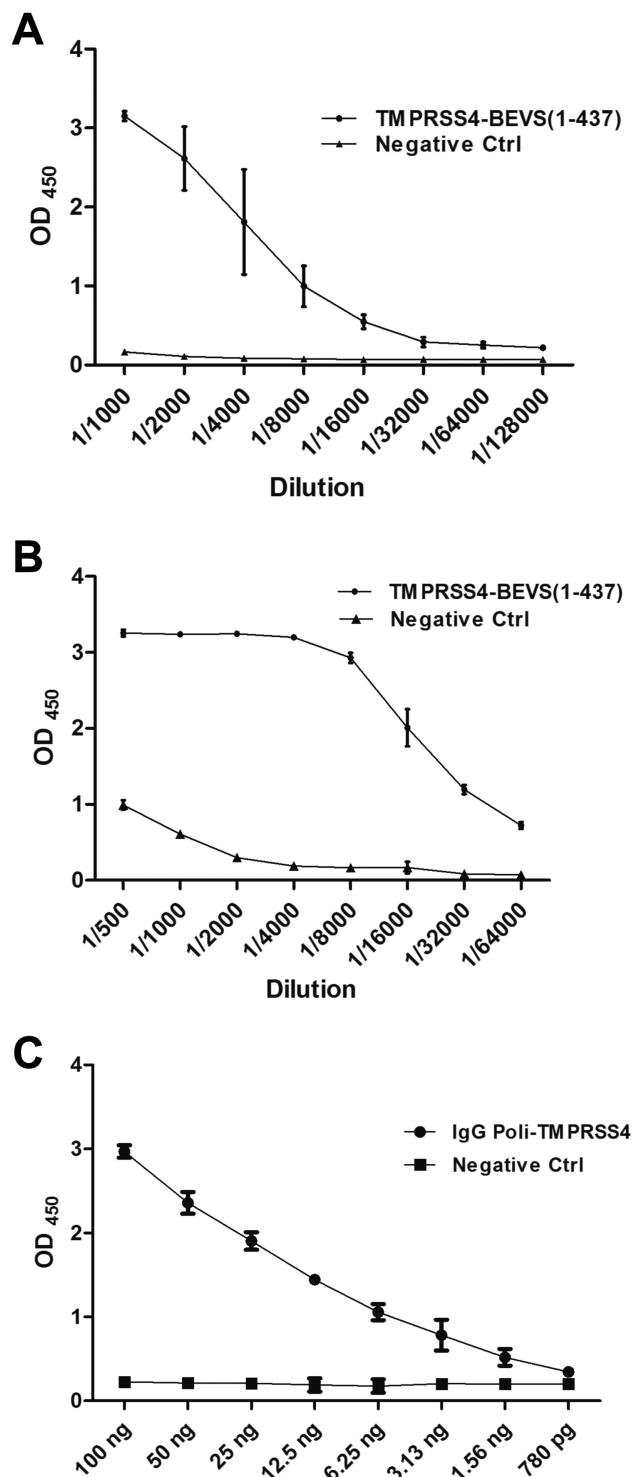 A
4
3
2
1
0
OD 450
TMPRSS4-BEVS(1-437)
Negative Ctrl
1/1000
1/2000
1/4000
1/8000
1/16000
1/32000
1/64000
1/128000
Dilution
B
4
3
2
1
0
OD 450
TMPRSS4-BEVS(1-437)
Negative Ctrl
1/500
1/1000
1/2000
1/4000
1/8000
1/16000
1/32000
1/64000
Dilution
C
4
3
2
1
0
OD 450
IgG Poli-TMPRSS4
Negative Ctrl
100 ng
50 ng
25 ng
12.5 ng
6.25 ng
3.13 ng
1.56 ng
780 pg